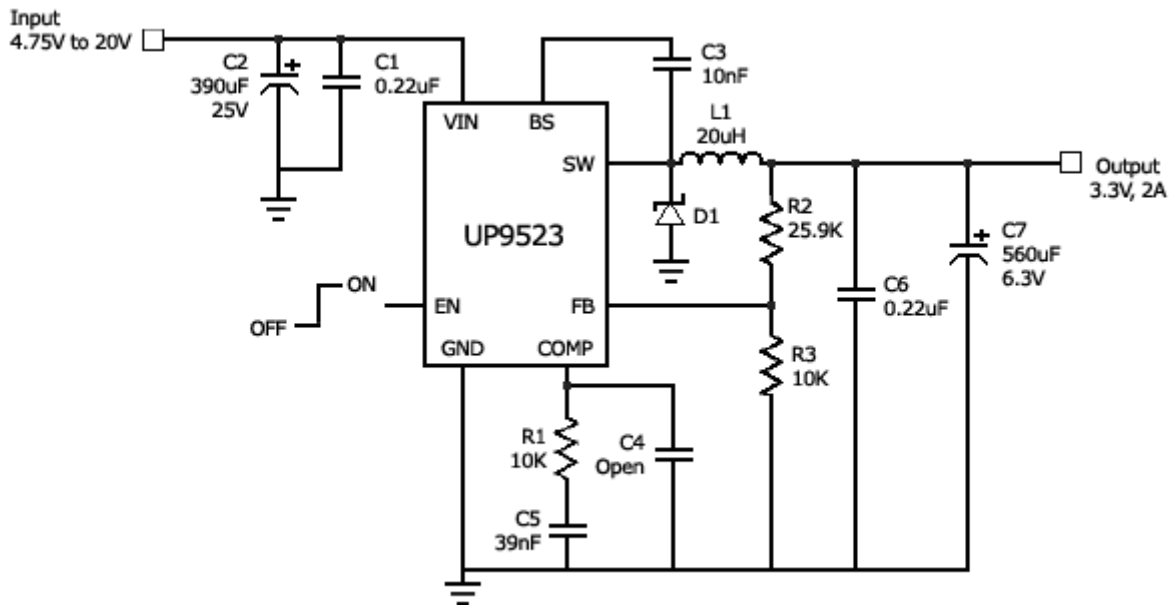 Input
4.75V to 20V
C2
390uF
25V
C1
0.22uF
C3
10nF
L1
20uH
VIN
BS
SW
D1
UP9523
R2
25.9K
Output
3.3V, 2A
C7
560uF
6.3V
C6
0.22uF
ON
OFF
EN
FB
GND
COMP
R3
10K
R1
10K
C4
Open
C5
39nF